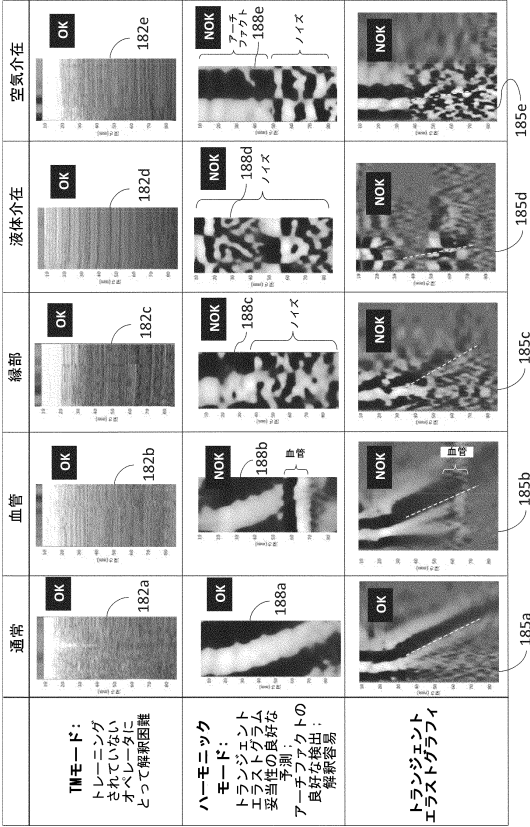 通常
血管
縁部
液体介在
空気介在
TMモード:
トレーニング
されていない
オペレータに
とって解釈困難
OK
182a
OK
182b
OK
182c
OK
182d
OK
182e
ハーモニック
モード:
トランジェント
エラストグラム
妥当性の良好な
予測;
アーチファクトの
良好な検出;
解釈容易
OK
188a
NOK
188b
血管
NOK
188c
ノイズ
NOK
188d
ノイズ
NOK
188e
アーチ
ファクト
ノイズ
トランジェント
エラストグラフィ
OK
185a
NOK
185b
血管
NOK
185c
NOK
185d
NOK
185e